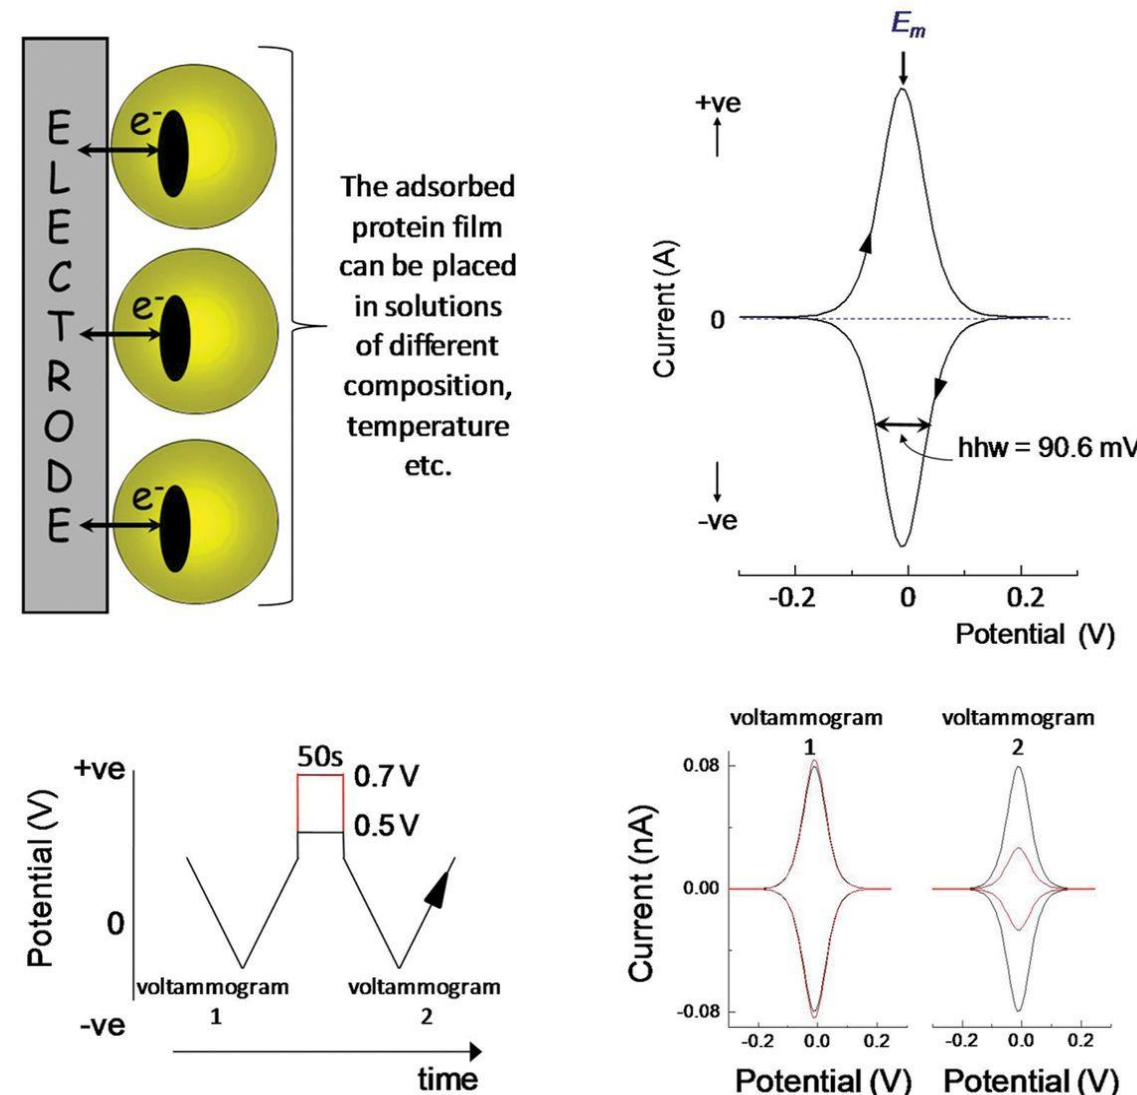 ELECTRODE
e-
e-
e-
The adsorbed
protein film
can be placed
in solutions
of different
composition,
temperature
etc.
Em
+ve
Current (A)
0
hhw = 90.6 mV
-ve
-0.2 0 0.2
Potential (V)
50s
+ve
0.7 V
0.5 V
Potential (V)
0
voltammogram
1
voltammogram
2
-ve
time
voltammogram
1
voltammogram
2
0.08
Current (nA)
0.00
-0.08
-0.2 0.0 0.2
-0.2 0.0 0.2
Potential (V)
Potential (V)